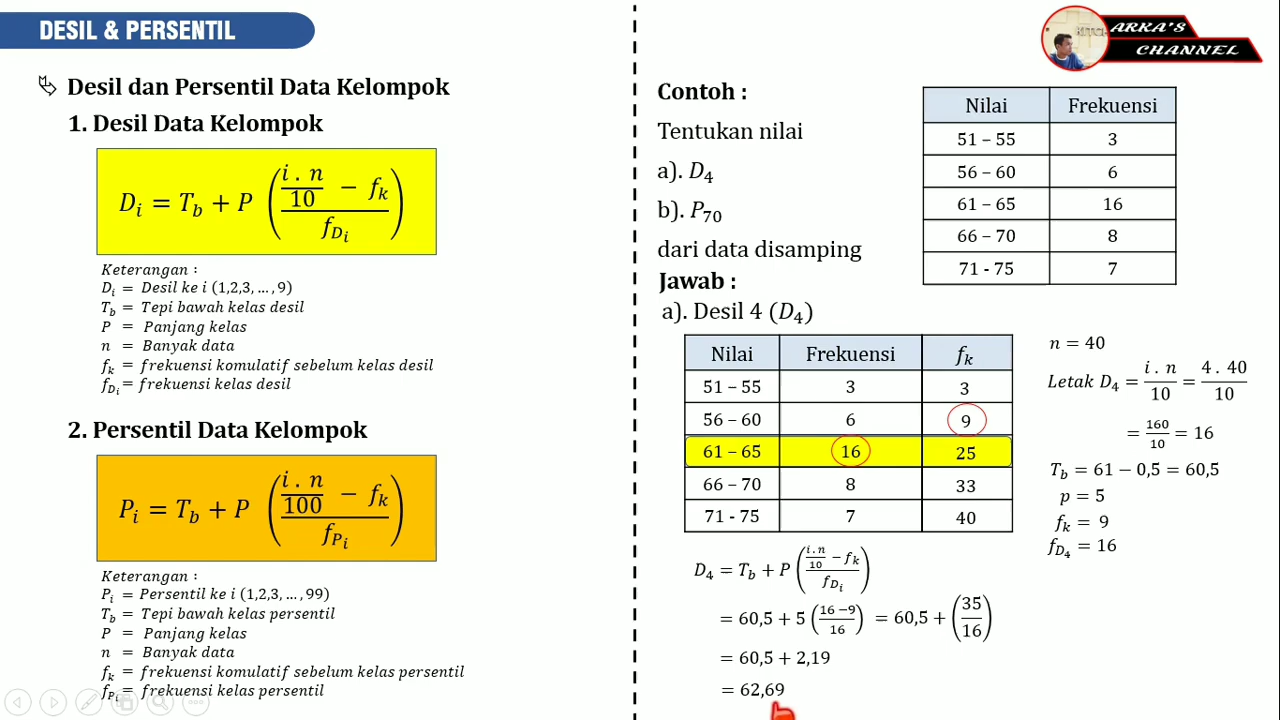 DESIL & PERSENTIL
Desil dan Persentil Data Kelompok
1. Desil Data Kelompok
D_i = T_b + P ((i . n/10 − f_k)/f_{D_i})
Keterangan :
D_i = Desil ke i (1,2,3, … , 9)
T_b = Tepi bawah kelas desil
P = Panjang kelas
n = Banyak data
f_k = frekuensi komulatif sebelum kelas desil
f_{D_i} = frekuensi kelas desil
2. Persentil Data Kelompok
P_i = T_b + P ((i . n/100 − f_k)/f_{P_i})
Keterangan :
P_i = Persentil ke i (1,2,3, … , 99)
T_b = Tepi bawah kelas persentil
P = Panjang kelas
n = Banyak data
f_k = frekuensi komulatif sebelum kelas persentil
f_{P_i} = frekuensi kelas persentil
ARKA'S
CHANNEL
Contoh :
Tentukan nilai
a). D_4
b). P_70
dari data disamping
Nilai Frekuensi
51 – 55 3
56 – 60 6
61 – 65 16
66 – 70 8
71 - 75 7
Jawab :
a). Desil 4 (D_4)
Nilai Frekuensi f_k
51 – 55 3 3
56 – 60 6 9
61 – 65 16 25
66 – 70 8 33
71 - 75 7 40
n = 40
Letak D_4 = i . n/10 = 4 . 40/10
= 160/10 = 16
T_b = 61 − 0,5 = 60,5
p = 5
f_k = 9
f_{D_4} = 16
D_4 = T_b + P ((i . n/10 − f_k)/f_{D_i})
= 60,5 + 5 ((16 − 9)/16) = 60,5 + (35/16)
= 60,5 + 2,19
= 62,69